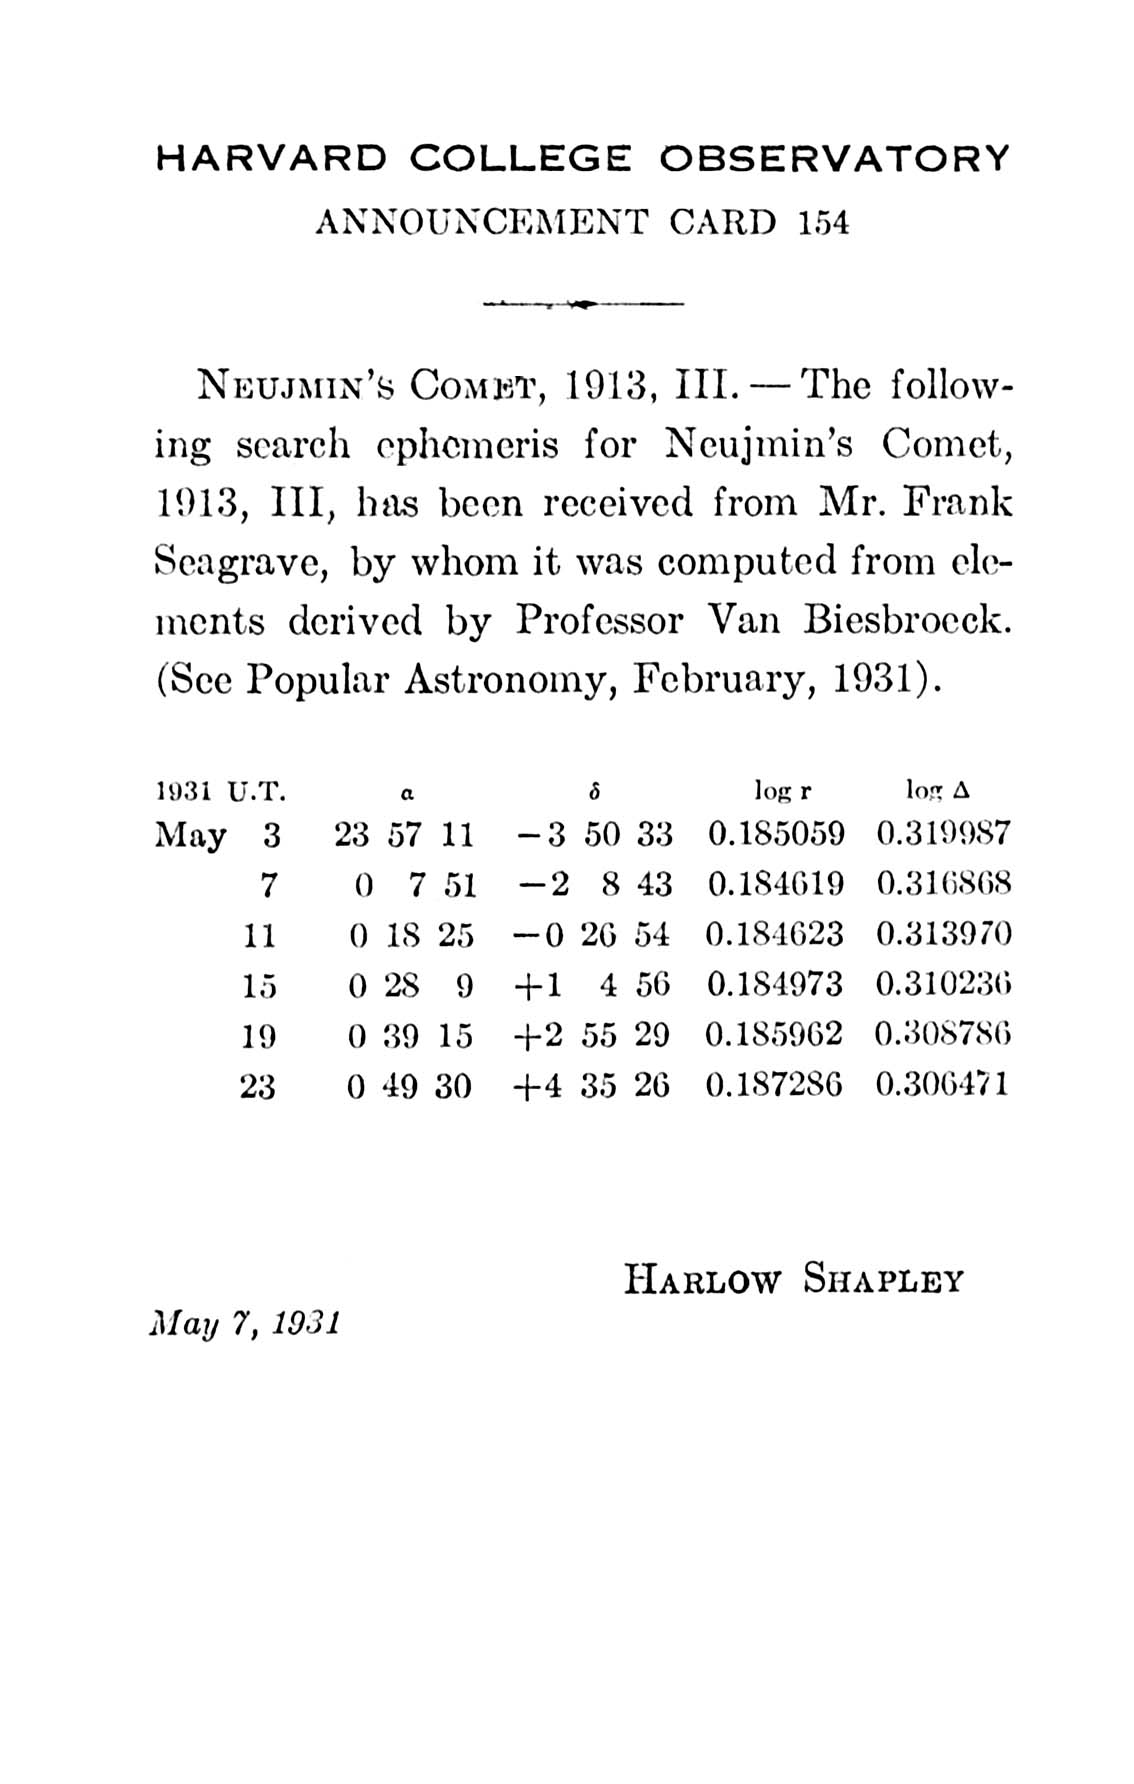 HARVARD COLLEGE OBSERVATORY
ANNOUNCEMENT CARD 154
NEUJMIN'S COMET, 1913, III. — The follow-
ing search ephemeris for Neujmin's Comet,
1913, III, has been received from Mr. Frank
Seagrave, by whom it was computed from ele-
ments derived by Professor Van Biesbroeck.
(See Popular Astronomy, February, 1931).
1931 U.T. α δ log r log Δ
May 3 23 57 11 −3 50 33 0.185059 0.319987
7 0 7 51 −2 8 43 0.184619 0.316868
11 0 18 25 −0 26 54 0.184623 0.313970
15 0 28 9 +1 4 56 0.184973 0.310236
19 0 39 15 +2 55 29 0.185962 0.308786
23 0 49 30 +4 35 26 0.187286 0.306471
HARLOW SHAPLEY
May 7, 1931